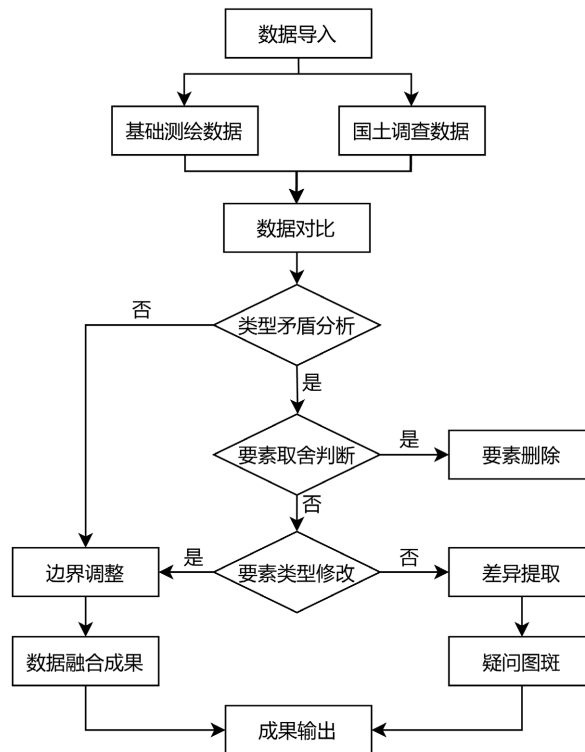 数据导入
基础测绘数据
国土调查数据
数据对比
否
类型矛盾分析
是
要素取舍判断
是
要素删除
否
边界调整
是
要素类型修改
否
差异提取
数据融合成果
疑问图斑
成果输出